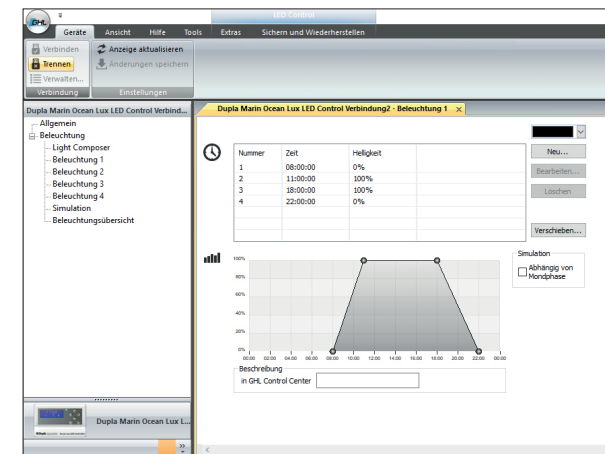 GHL
LED Control
Geräte Ansicht Hilfe Tools Extras Sichern und Wiederherstellen
Verbinden
Trennen
Verwalten...
Verbindung
Anzeige aktualisieren
Änderungen speichern
Einstellungen
Dupla Marin Ocean Lux LED Control Verbind...
Allgemein
Beleuchtung
Light Composer
Beleuchtung 1
Beleuchtung 2
Beleuchtung 3
Beleuchtung 4
Simulation
Beleuchtungsübersicht
Dupla Marin Ocean Lux L...
Dupla Marin Ocean Lux LED Control Verbindung2 - Beleuchtung 1 ×
Nummer Zeit Helligkeit
1 08:00:00 0%
2 11:00:00 100%
3 18:00:00 100%
4 22:00:00 0%
Neu...
Bearbeiten...
Löschen
Verschieben...
Simulation
Abhängig von
Mondphase
100%
80%
60%
40%
20%
0%
00:00 02:00 04:00 06:00 08:00 10:00 12:00 14:00 16:00 18:00 20:00 22:00 00:00
Beschreibung
in GHL Control Center